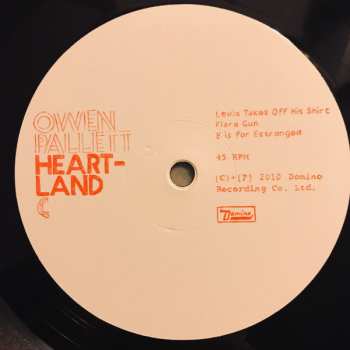 OWEN
PALLETT
HEART-
LAND
C
Lewis Takes Off His Shirt
Flare Gun
E is for Estranged
45 RPM
(C)+(P) 2010 Domino
Recording Co. Ltd.
Domino